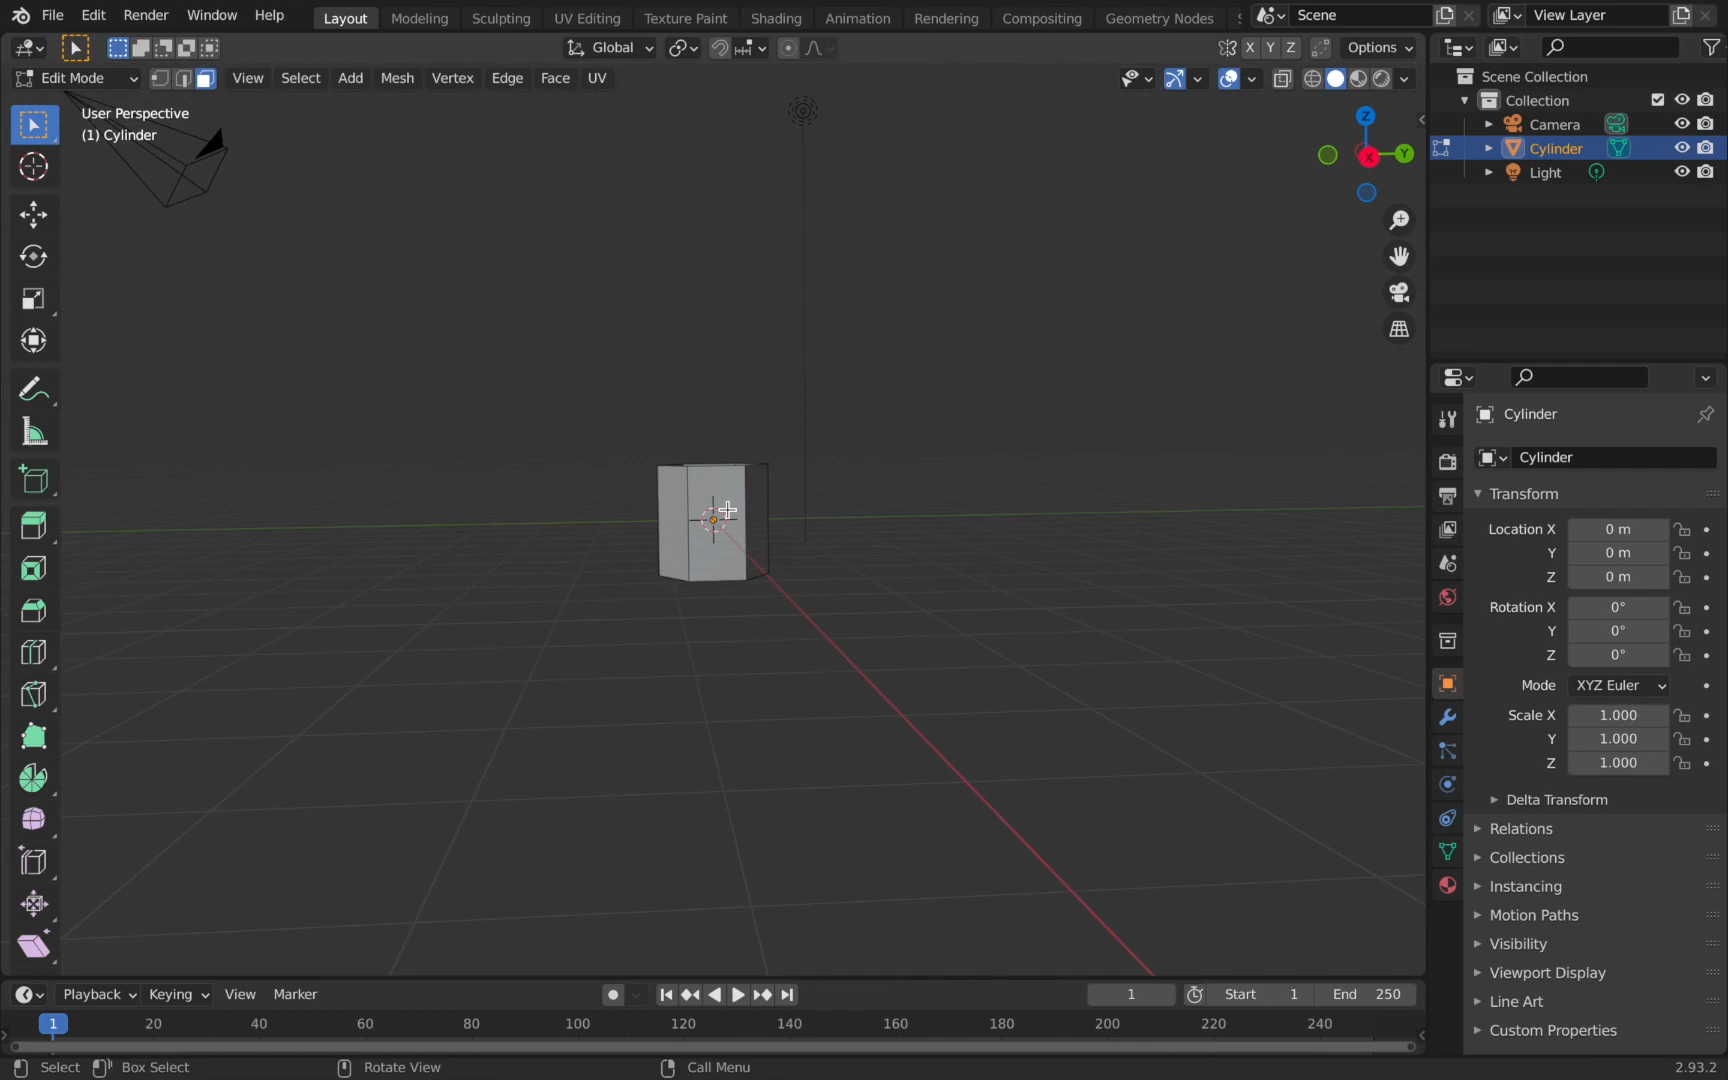 File Edit Render Window Help Layout Modeling Sculpting UV Editing Texture Paint Shading Animation Rendering Compositing Geometry Nodes Scene View Layer
Global X Y Z Options
Edit Mode View Select Add Mesh Vertex Edge Face UV
User Perspective
(1) Cylinder
Z
X
Y
Scene Collection
Collection
Camera
Cylinder
Light
Cylinder
Cylinder
Transform
Location X 0 m
Y 0 m
Z 0 m
Rotation X 0°
Y 0°
Z 0°
Mode XYZ Euler
Scale X 1.000
Y 1.000
Z 1.000
Delta Transform
Relations
Collections
Instancing
Motion Paths
Visibility
Viewport Display
Line Art
Custom Properties
Playback Keying View Marker 1 Start 1 End 250
1 20 40 60 80 100 120 140 160 180 200 220 240
Select Box Select Rotate View Call Menu 2.93.2